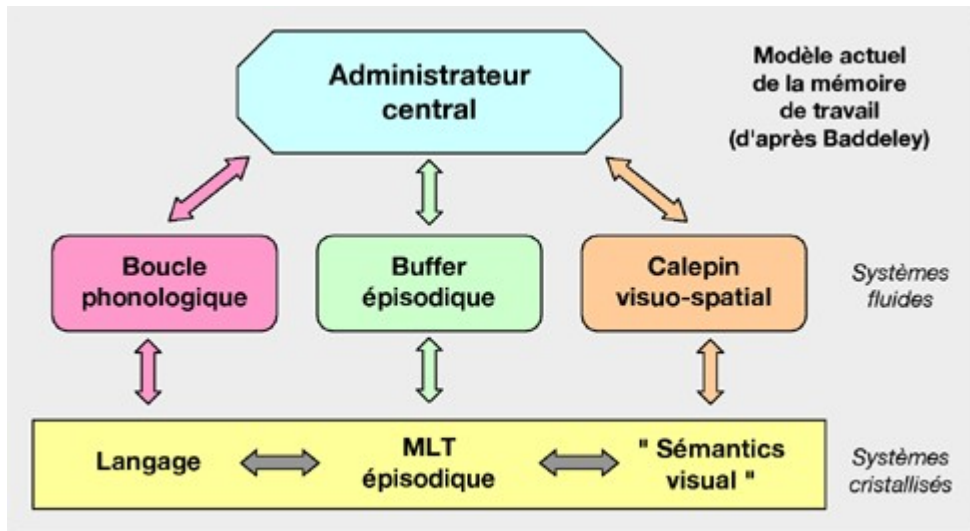 Administrateur
central
Modèle actuel
de la mémoire
de travail
(d'après Baddeley)
Boucle
phonologique
Buffer
épisodique
Calepin
visuo-spatial
Systèmes
fluides
Langage
MLT
épisodique
" Sémantics
visual "
Systèmes
cristallisés